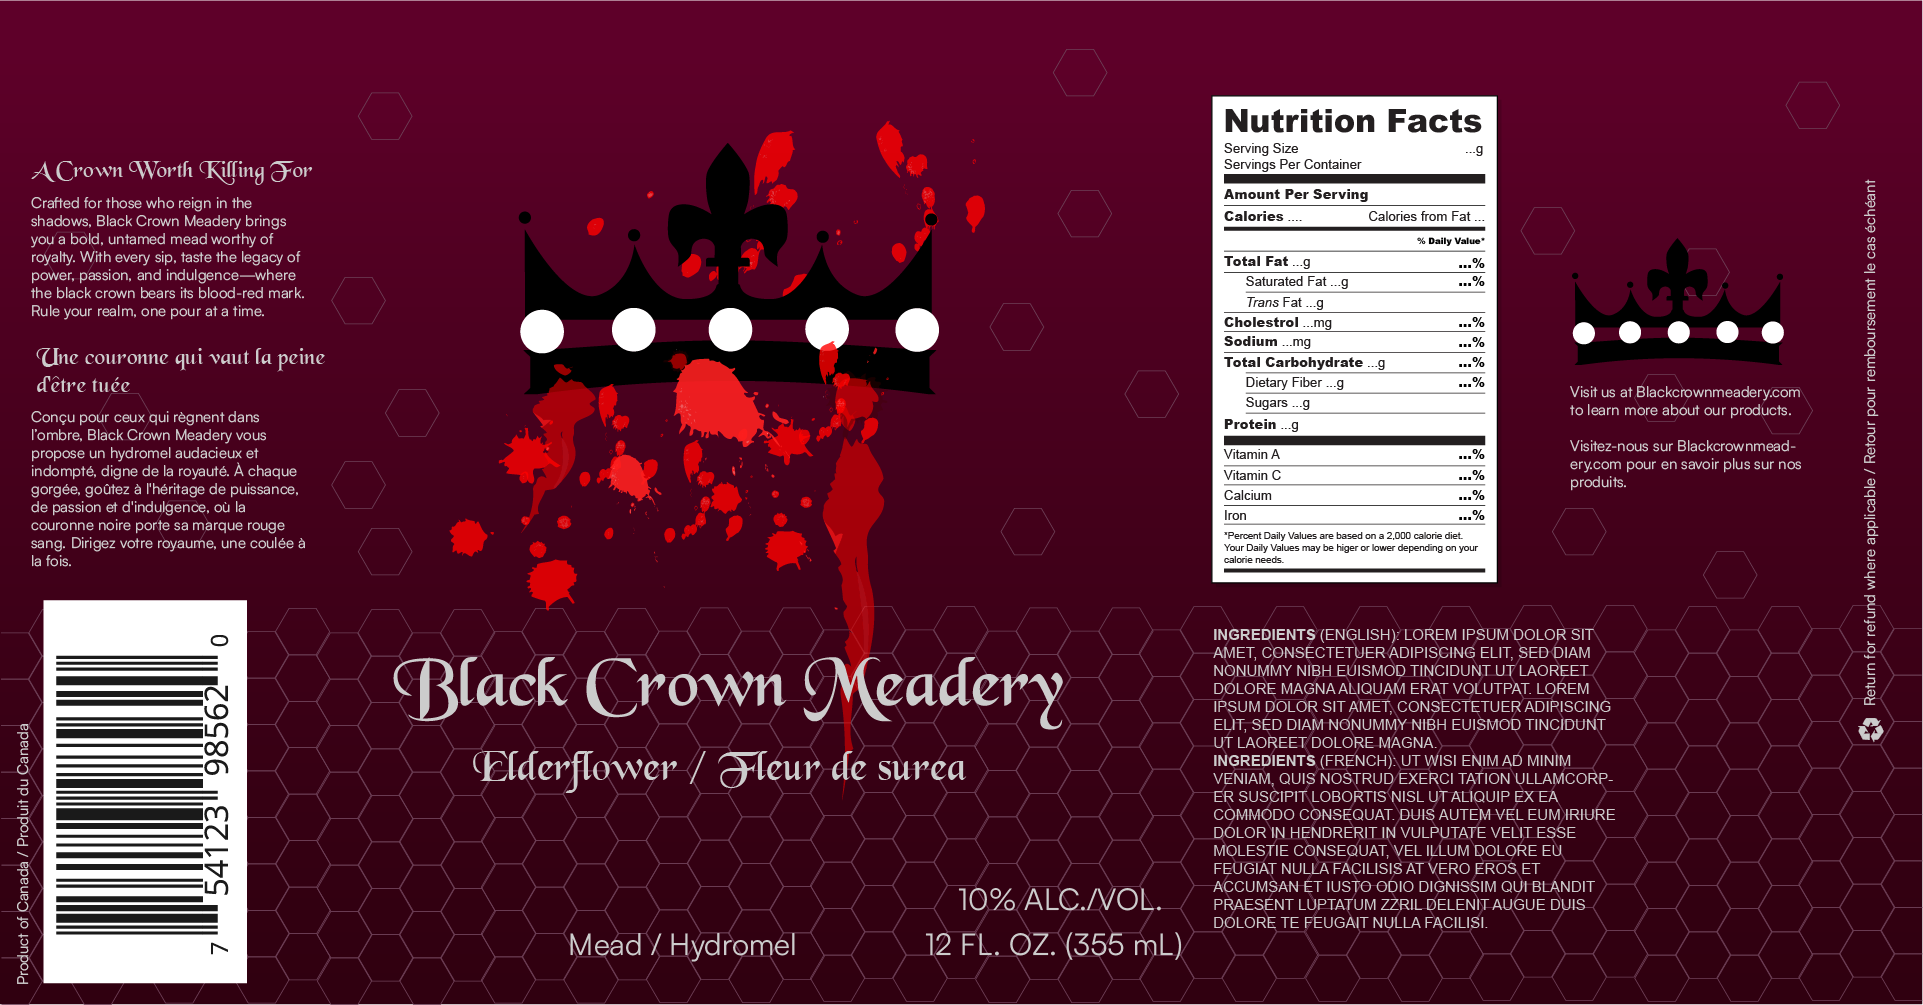 A Crown Worth Killing For
Crafted for those who reign in the
shadows, Black Crown Meadery brings
you a bold, untamed mead worthy of
royalty. With every sip, taste the legacy of
power, passion, and indulgence—where
the black crown bears its blood-red mark.
Rule your realm, one pour at a time.
Une couronne qui vaut la peine
d'être tuée
Conçu pour ceux qui règnent dans
l'ombre, Black Crown Meadery vous
propose un hydromel audacieux et
indompté, digne de la royauté. À chaque
gorgée, goûtez à l'héritage de puissance,
de passion et d'indulgence, où la
couronne noire porte sa marque rouge
sang. Dirigez votre royaume, une coulée à
la fois.
Product of Canada / Produit du Canada
7 54123 98562 0
Black Crown Meadery
Elderflower / Fleur de surea
10% ALC./VOL.
Mead / Hydromel
12 FL. OZ. (355 mL)
Nutrition Facts
Serving Size ...g
Servings Per Container
Amount Per Serving
Calories .... Calories from Fat ...
% Daily Value*
Total Fat ...g ...%
Saturated Fat ...g ...%
Trans Fat ...g
Cholestrol ...mg ...%
Sodium ...mg ...%
Total Carbohydrate ...g ...%
Dietary Fiber ...g ...%
Sugars ...g
Protein ...g
Vitamin A ...%
Vitamin C ...%
Calcium ...%
Iron ...%
*Percent Daily Values are based on a 2,000 calorie diet.
Your Daily Values may be higer or lower depending on your
calorie needs.
INGREDIENTS (ENGLISH): LOREM IPSUM DOLOR SIT
AMET, CONSECTETUER ADIPISCING ELIT, SED DIAM
NONUMMY NIBH EUISMOD TINCIDUNT UT LAOREET
DOLORE MAGNA ALIQUAM ERAT VOLUTPAT. LOREM
IPSUM DOLOR SIT AMET, CONSECTETUER ADIPISCING
ELIT, SED DIAM NONUMMY NIBH EUISMOD TINCIDUNT
UT LAOREET DOLORE MAGNA.
INGREDIENTS (FRENCH): UT WISI ENIM AD MINIM
VENIAM, QUIS NOSTRUD EXERCI TATION ULLAMCORP-
ER SUSCIPIT LOBORTIS NISL UT ALIQUIP EX EA
COMMODO CONSEQUAT. DUIS AUTEM VEL EUM IRIURE
DOLOR IN HENDRERIT IN VULPUTATE VELIT ESSE
MOLESTIE CONSEQUAT, VEL ILLUM DOLORE EU
FEUGIAT NULLA FACILISIS AT VERO EROS ET
ACCUMSAN ET IUSTO ODIO DIGNISSIM QUI BLANDIT
PRAESENT LUPTATUM ZZRIL DELENIT AUGUE DUIS
DOLORE TE FEUGAIT NULLA FACILISI.
Visit us at Blackcrownmeadery.com
to learn more about our products.
Visitez-nous sur Blackcrownmead-
ery.com pour en savoir plus sur nos
produits.
Return for refund where applicable / Retour pour remboursement le cas échéant